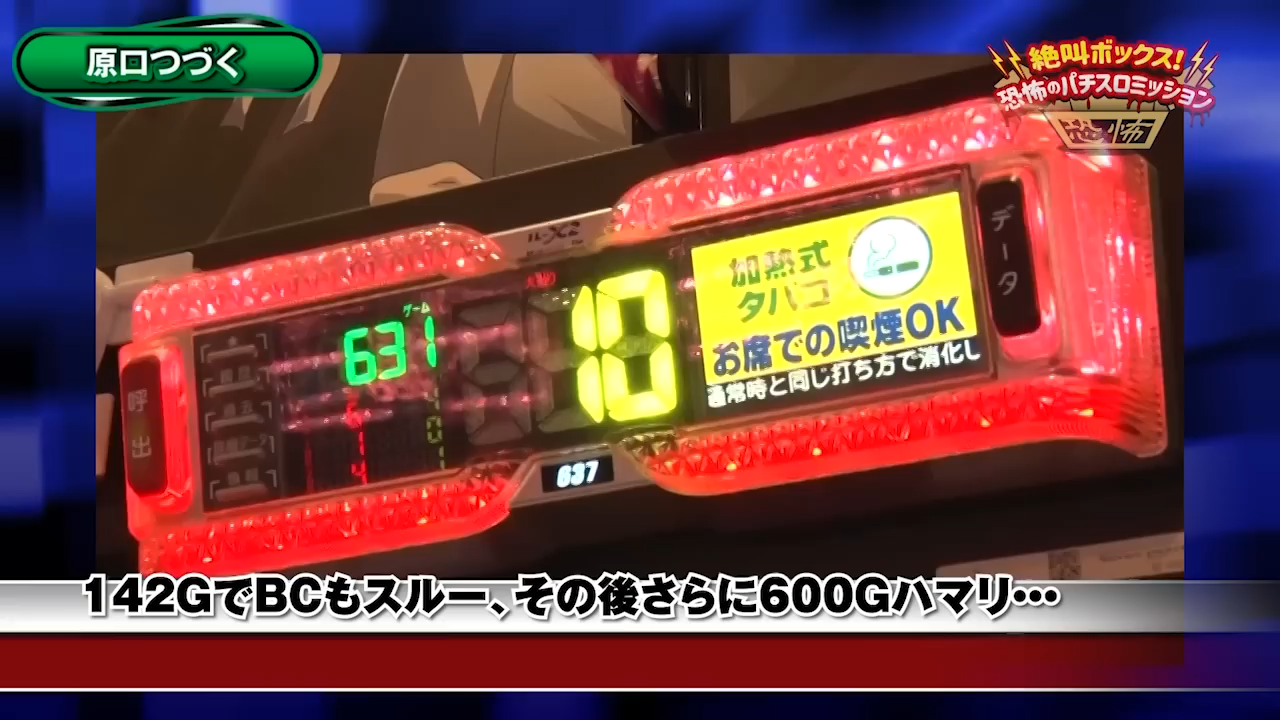 原口つづく
絶叫ボックス!
恐怖のパチスロミッション
恐怖
データ
ゲーム
631
10
加熱式
タバコ
お席での喫煙OK
通常時と同じ打ち方で消化し
呼出
637
142GでBCもスルー、その後さらに600Gハマリ…